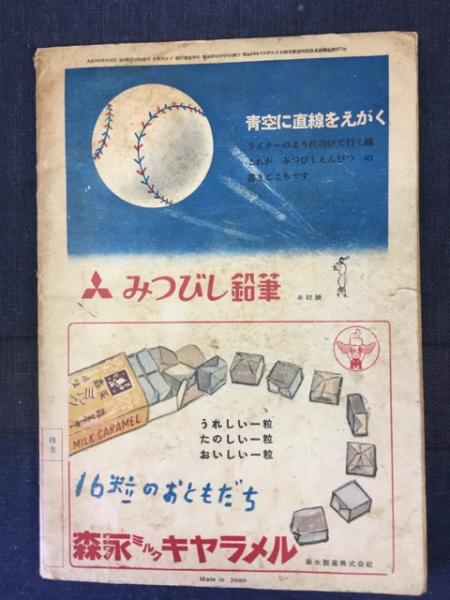 青空に直線をえがく
ライナーのようにのびて行く線
これが みつびしえんぴつ の
書きどこちです
みつびし鉛筆
MILK CARAMEL
うれしい一粒
たのしい一粒
おいしい一粒
16粒のおともだち
森永ミルクキヤラメル
森永製菓株式会社
Made in Japan